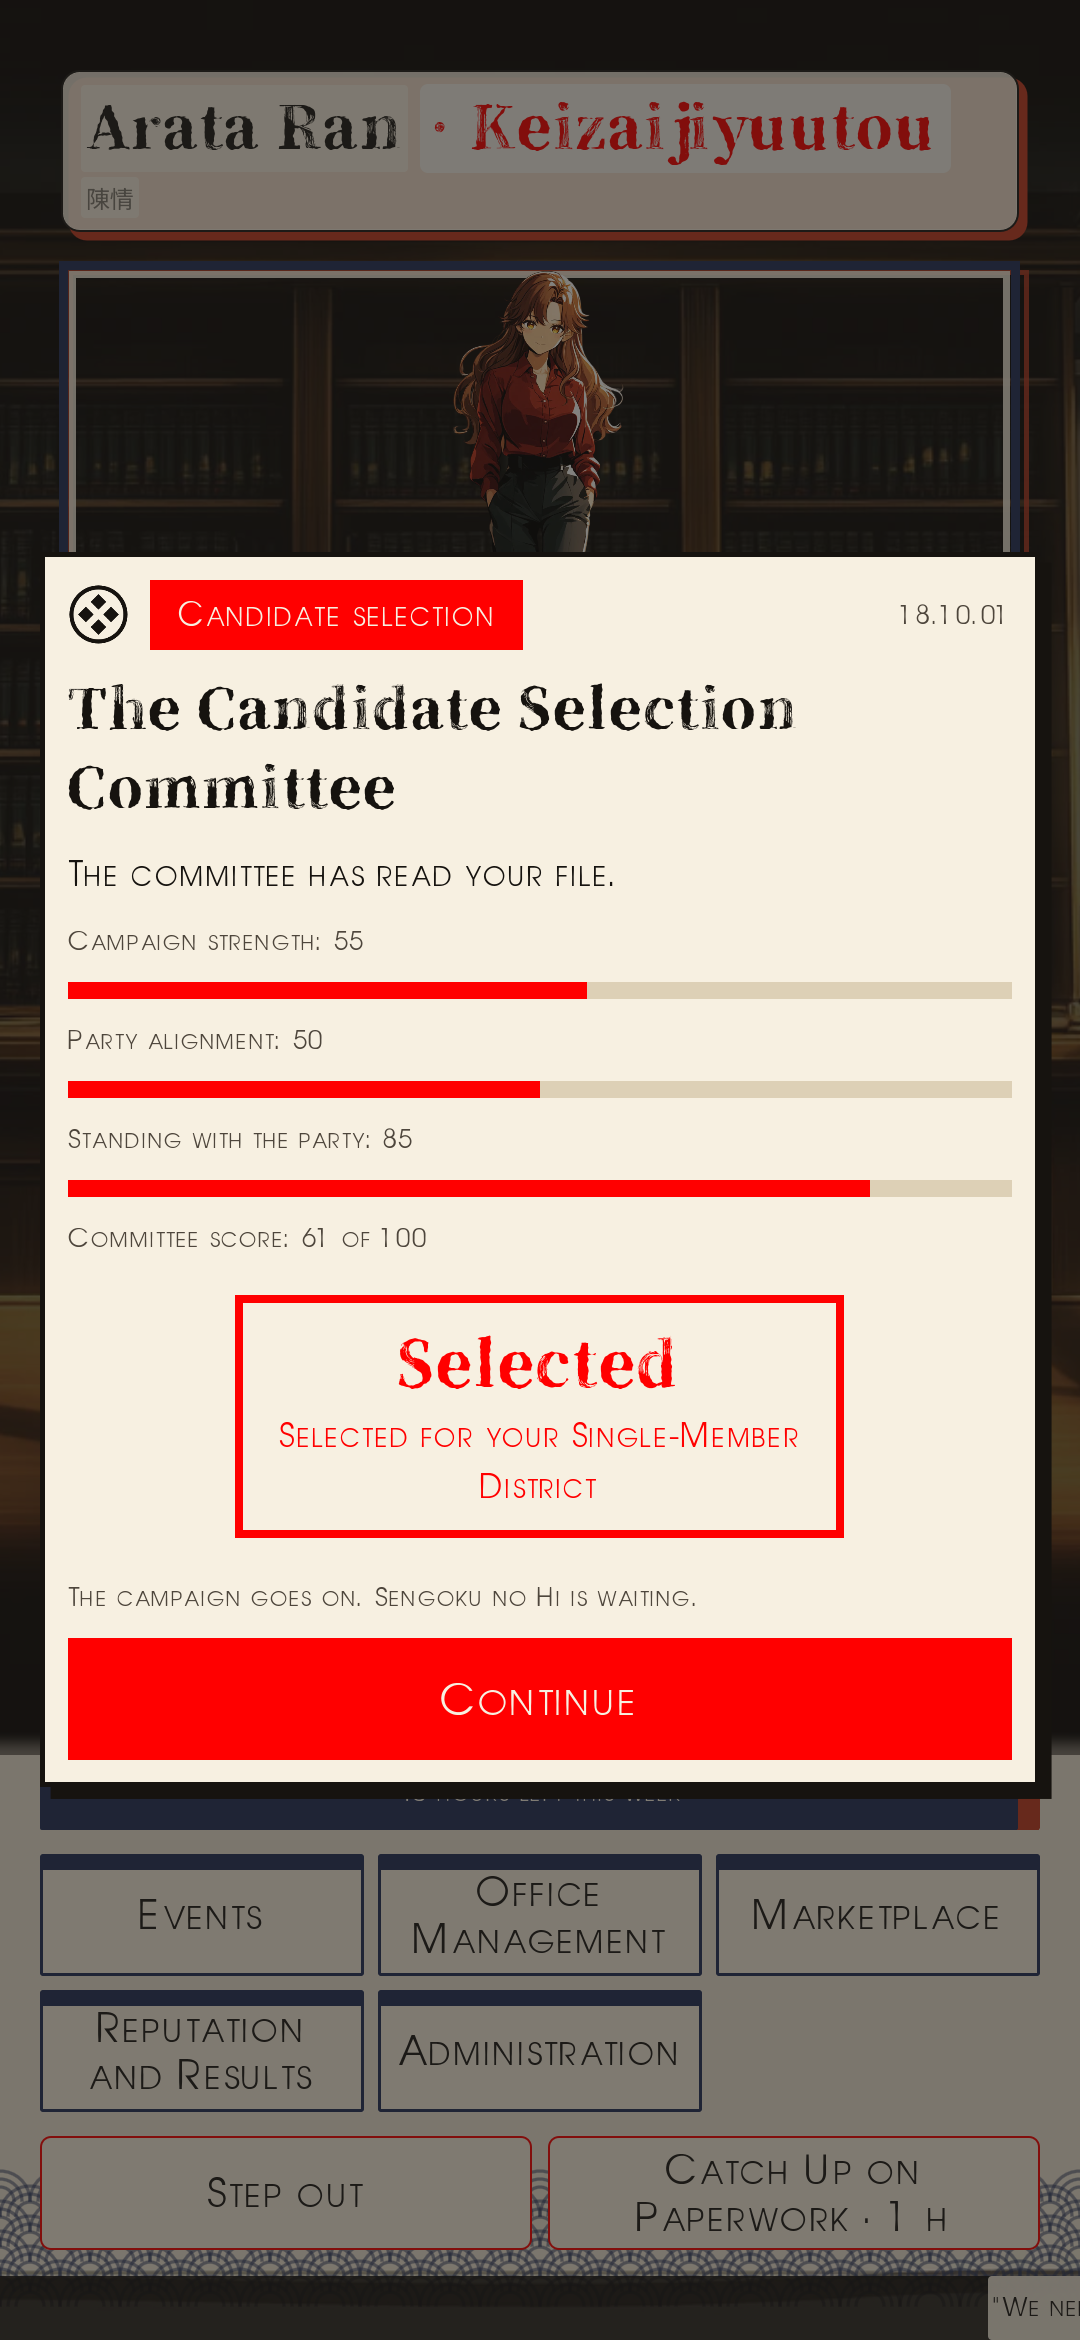 Arata Ran · Keizaijiyuutou
陳情
Candidate selection
18.10.01
The Candidate Selection
Committee
The committee has read your file.
Campaign strength: 55
Party alignment: 50
Standing with the party: 85
Committee score: 61 of 100
Selected
Selected for your Single-Member
District
The campaign goes on. Sengoku no Hi is waiting.
Continue
Events
Office
Management
Marketplace
Reputation
and Results
Administration
Step out
Catch Up on
Paperwork · 1 h
"We